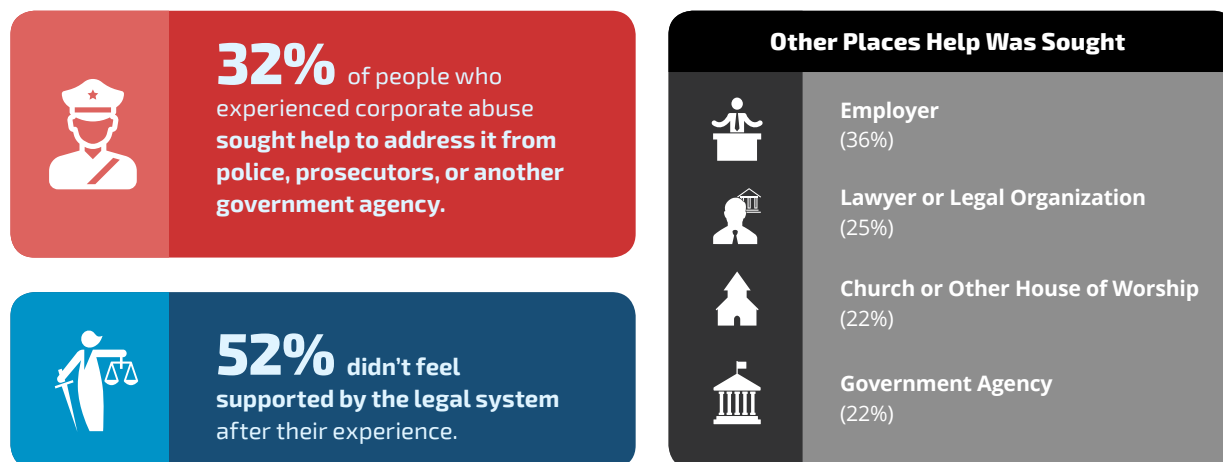 32% of people who
experienced corporate abuse
sought help to address it from
police, prosecutors, or another
government agency.
52% didn’t feel
supported by the legal system
after their experience.
Other Places Help Was Sought
Employer
(36%)
Lawyer or Legal Organization
(25%)
Church or Other House of Worship
(22%)
Government Agency
(22%)